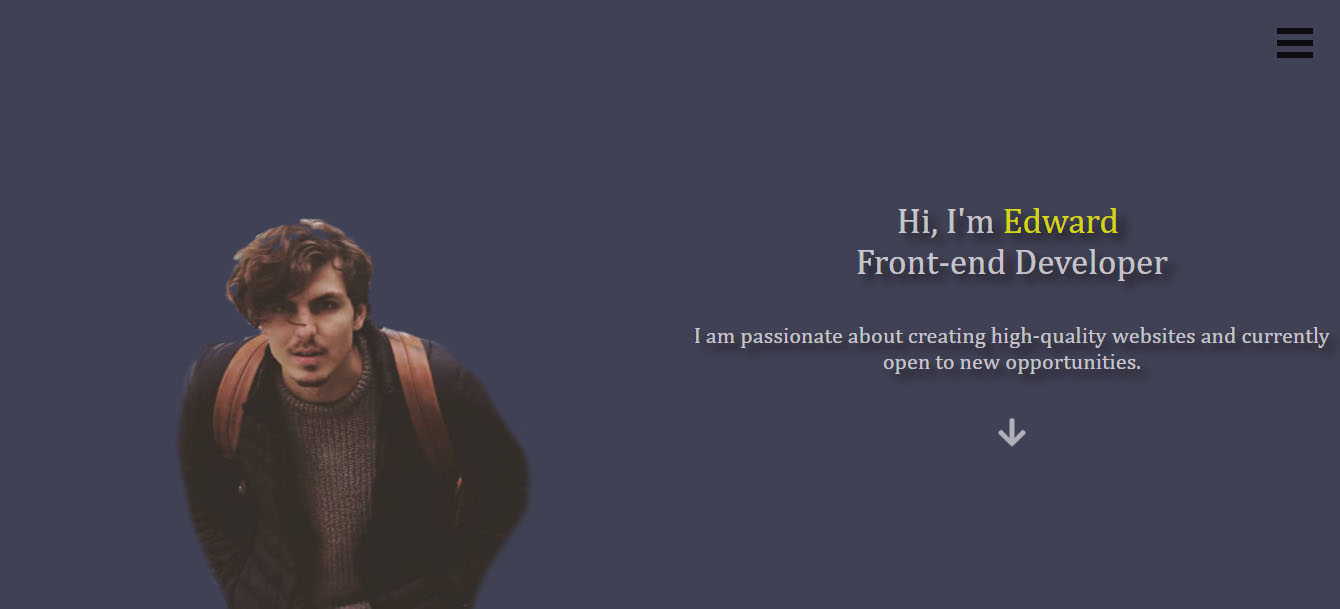 Hi, I'm Edward
Front-end Developer
I am passionate about creating high-quality websites and currently
open to new opportunities.